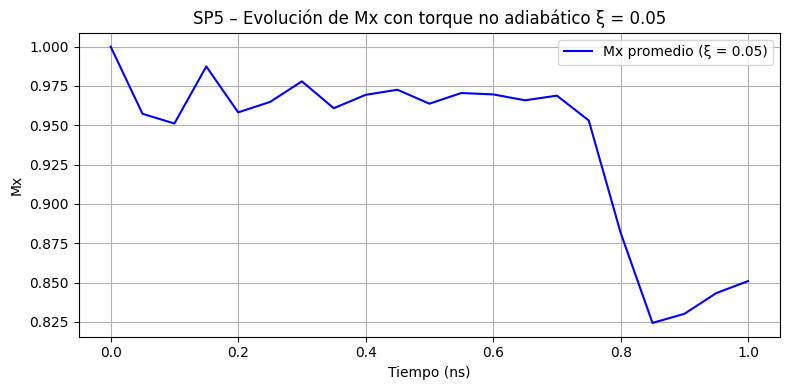 SP5 – Evolución de Mx con torque no adiabático ξ = 0.05
Mx promedio (ξ = 0.05)
1.000
0.975
0.950
0.925
0.900
0.875
0.850
0.825
Mx
0.0 0.2 0.4 0.6 0.8 1.0
Tiempo (ns)